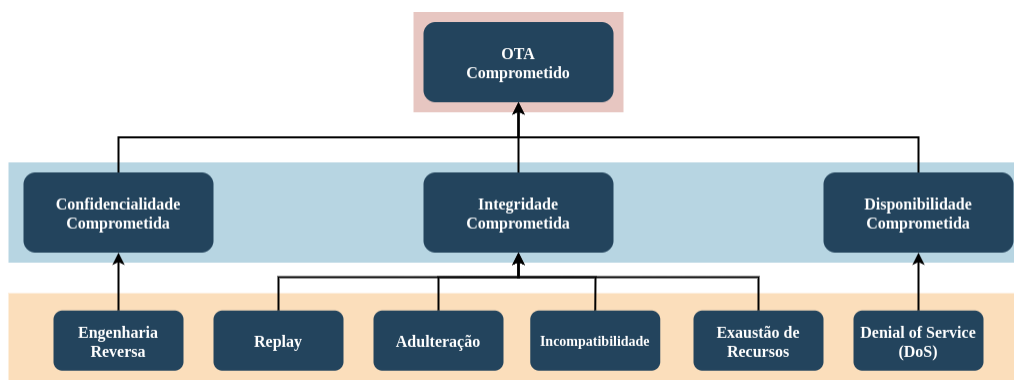 OTA
Comprometido
Confidencialidade
Comprometida
Integridade
Comprometida
Disponibilidade
Comprometida
Engenharia
Reversa
Replay
Adulteração
Incompatibilidade
Exaustão de
Recursos
Denial of Service
(DoS)